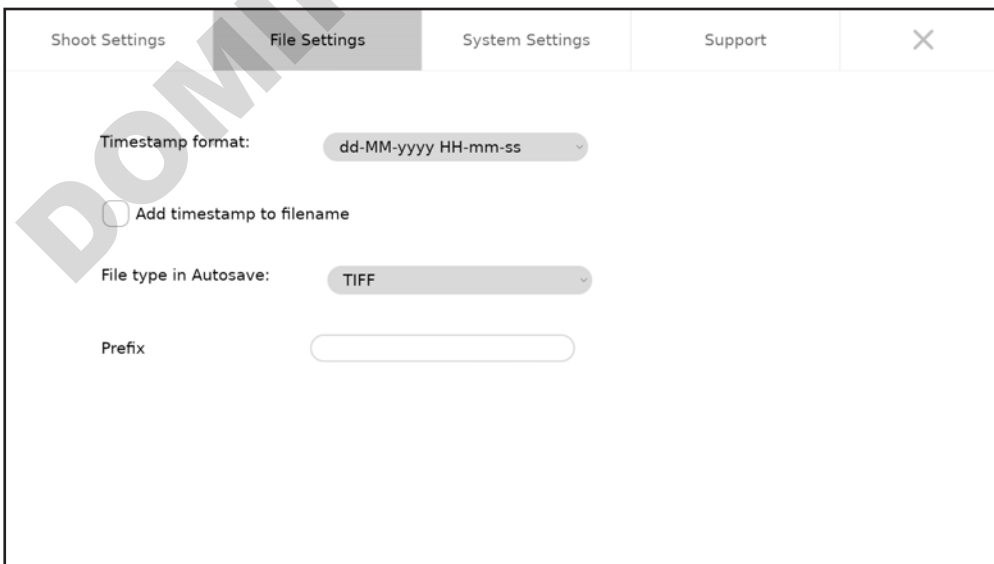 Shoot Settings File Settings System Settings Support
Timestamp format: dd-MM-yyyy HH-mm-ss
Add timestamp to filename
File type in Autosave: TIFF
Prefix